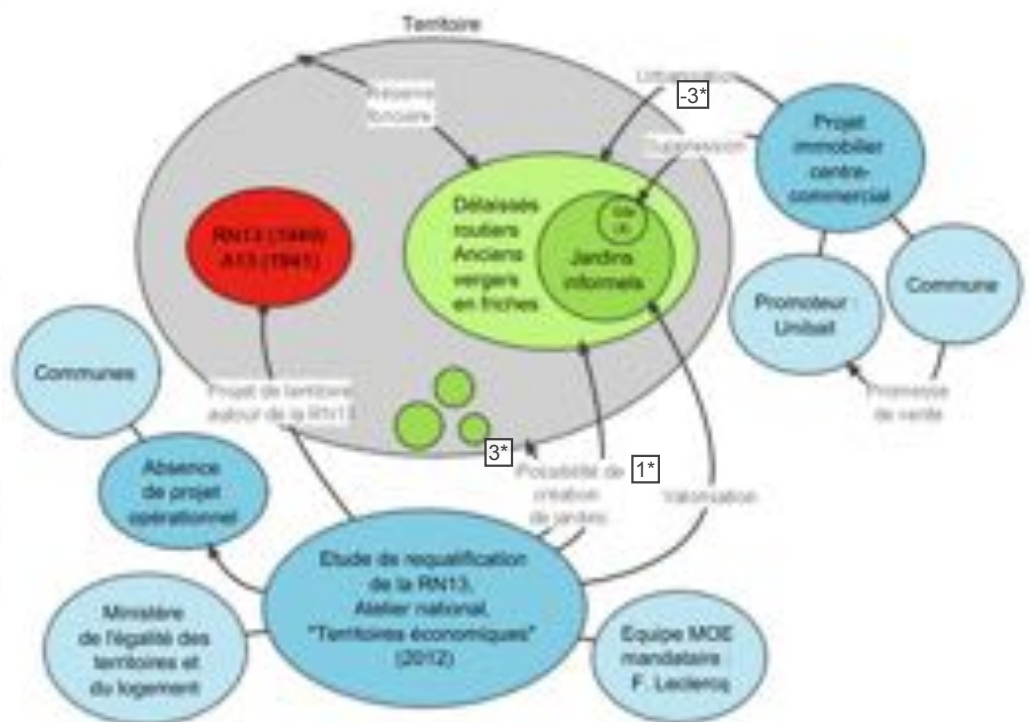 Territoire
Réserve
foncière
Urbanisation
-3*
Suppression
Projet
immobilier
centre-
commercial
Délaissés
routiers
Anciens
vergers
en friches
Jardins
informels
RN13 (1949)
A13 (1941)
Promoteur :
Unibail
Commune
Promesse
de vente
Communes
Projet de territoire
autour de la RN13
3*
Possibilité de
création
de jardins
1*
Valorisation
Absence
de projet
opérationnel
Etude de requalification
de la RN13,
Atelier national,
"Territoires économiques"
(2012)
Ministère
de l'égalité des
territoires et
du logement
Equipe MOE
mandataire :
F. Leclercq